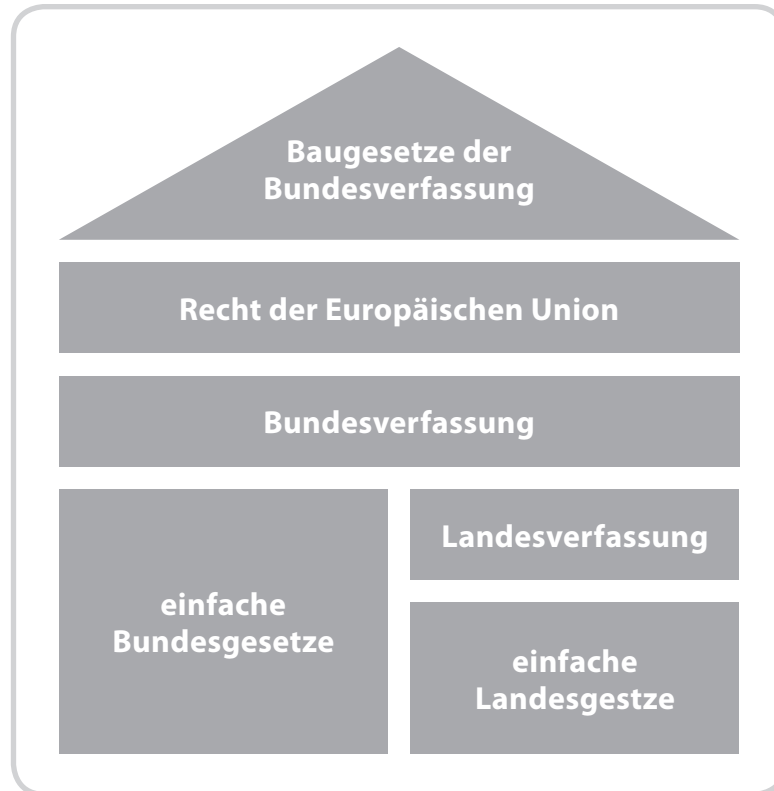 Baugesetze der
Bundesverfassung
Recht der Europäischen Union
Bundesverfassung
einfache
Bundesgesetze
Landesverfassung
einfache
Landesgestze